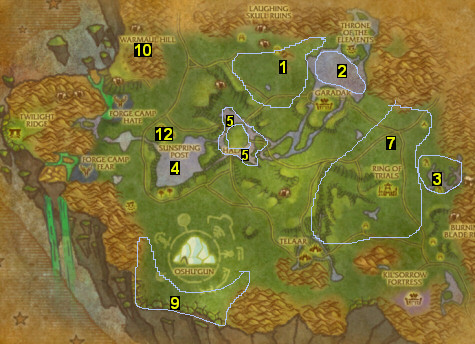 LAUGHING
SKULL RUINS
THRONE
OF THE
ELEMENTS
WARMAUL HILL
10
1
2
GARADAR
FORGE CAMP
HATE
TWILIGHT
RIDGE
12
SUNSPRING
POST
4
5
HALAA
5
7
FORGE CAMP
FEAR
RING OF
TRIALS
3
BURNING
BLADE RU
TELAAR
OSHU'GUN
KIL'SORROW
FORTRESS
9